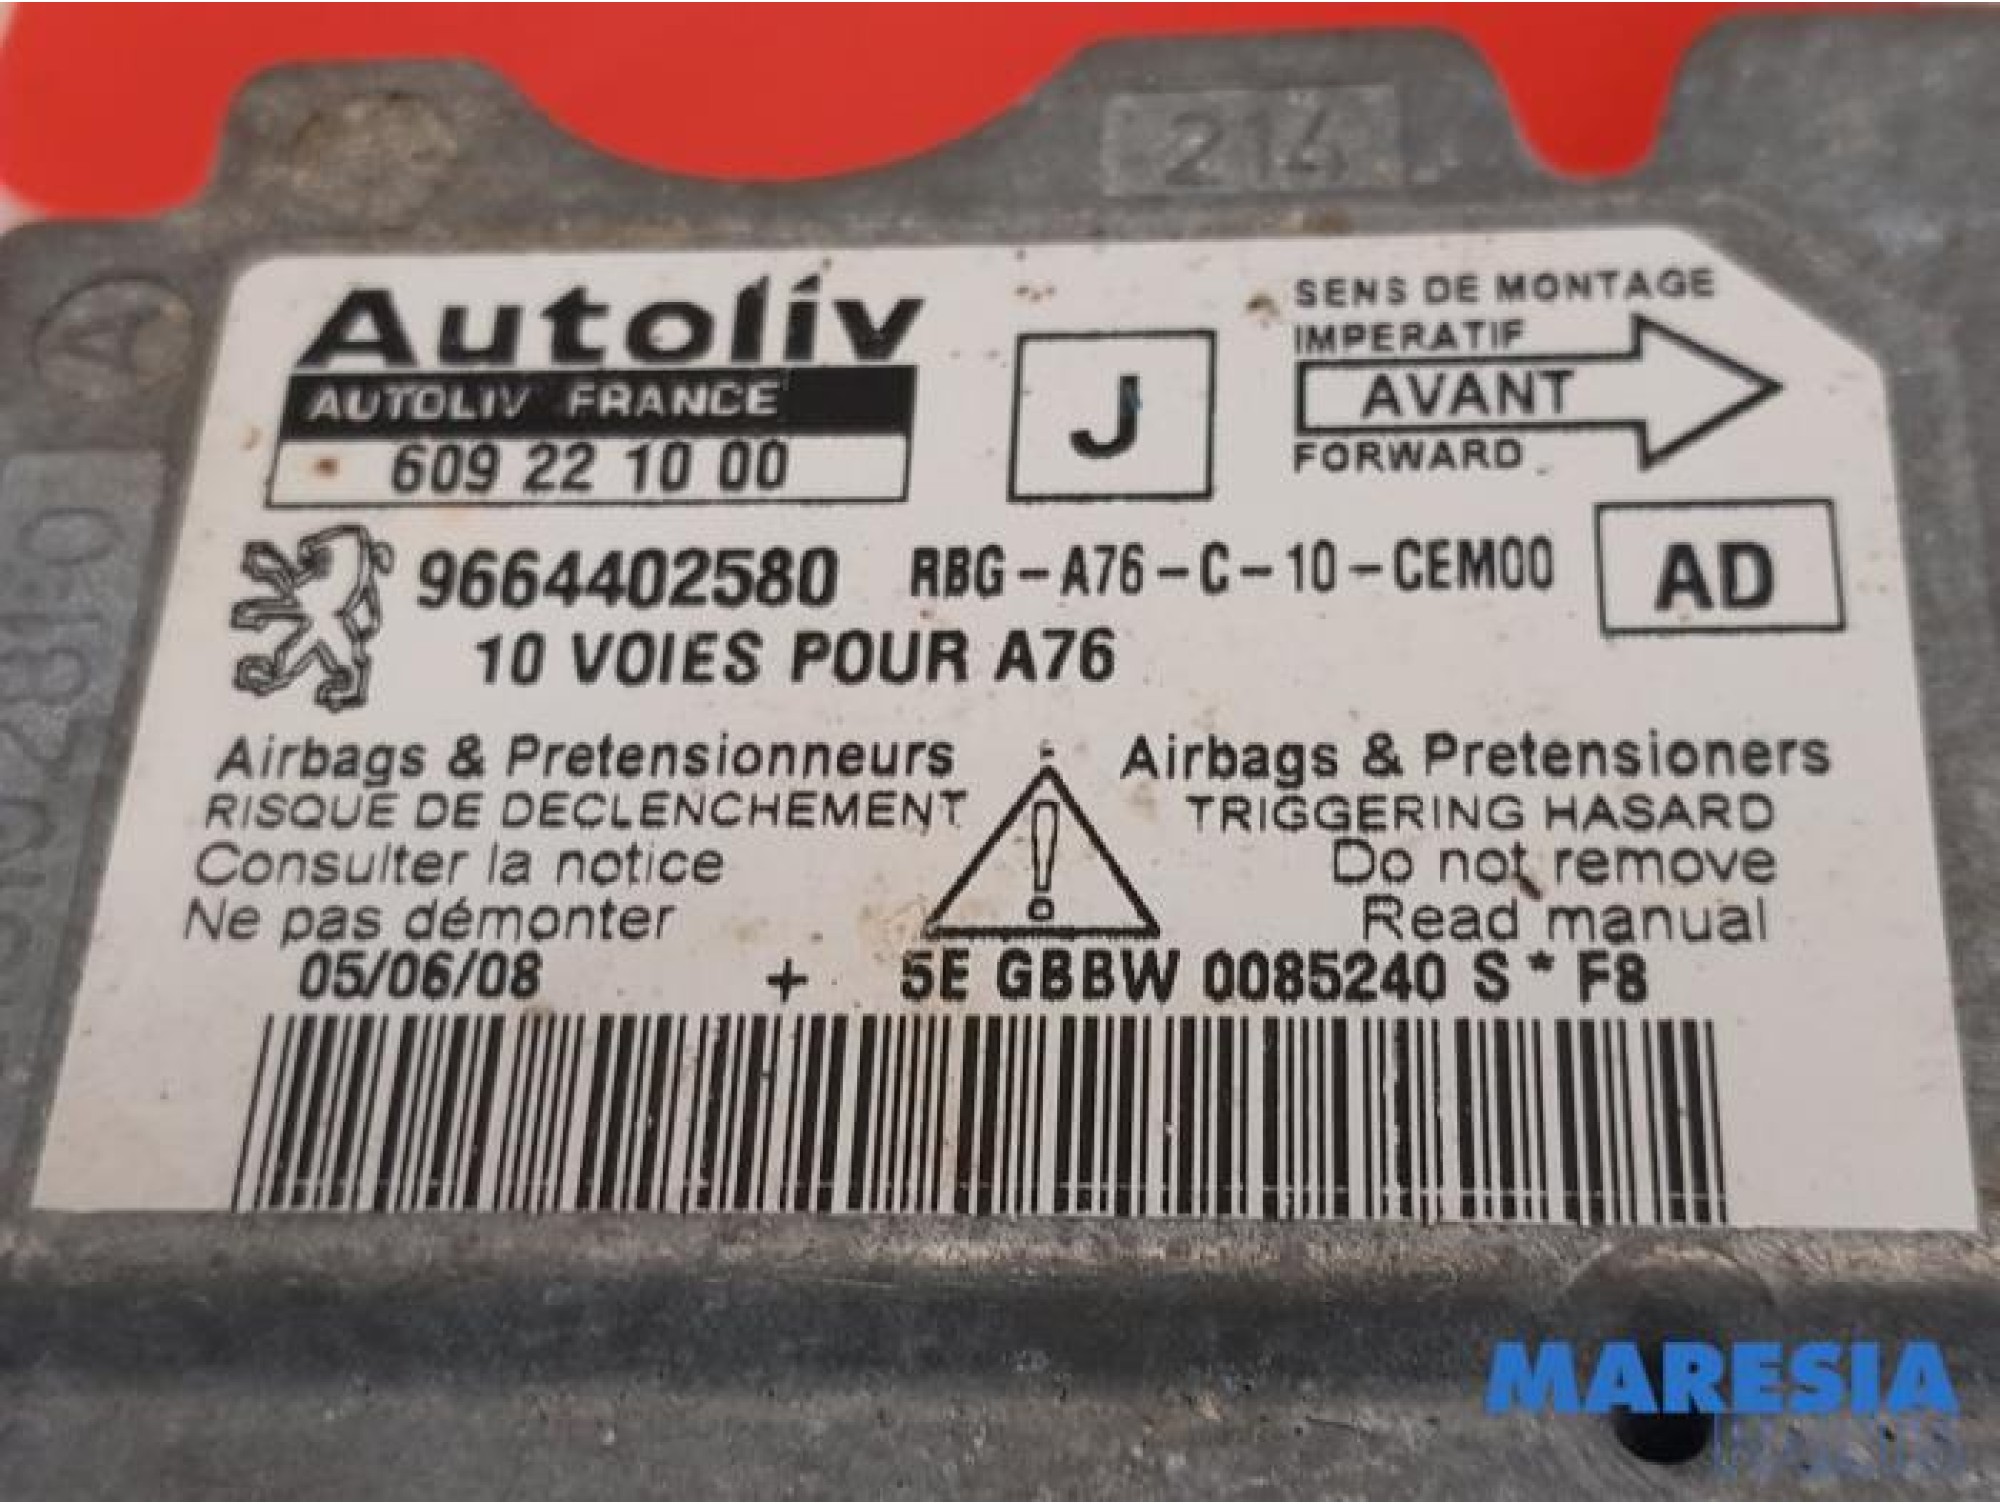 214
A
Autoliv
AUTOLIV FRANCE
609 22 10 00
J
SENS DE MONTAGE
IMPERATIF
AVANT
FORWARD
9664402580 RBG-A76-C-10-CEM00
AD
10 VOIES POUR A76
Airbags & Pretensionneurs
RISQUE DE DECLENCHEMENT
Consulter la notice
Ne pas démonter
Airbags & Pretensioners
TRIGGERING HASARD
Do not remove
Read manual
05/06/08 + 5E GBBW 0085240 S * F8
MARESIA
PARTS